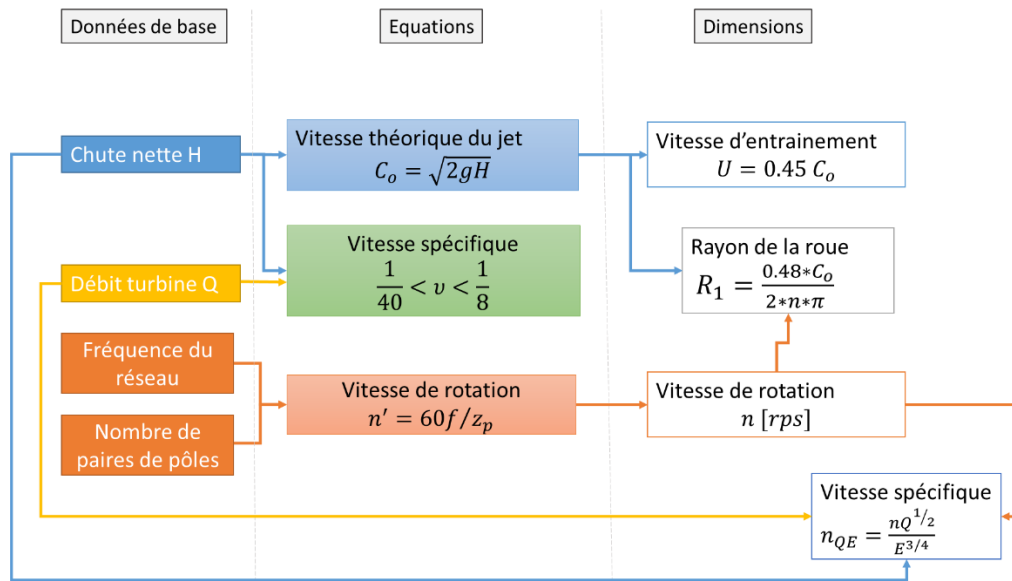 Données de base
Equations
Dimensions
Chute nette H
Vitesse théorique du jet
C_o = √2gH
Vitesse d'entrainement
U = 0.45 C_o
Débit turbine Q
Vitesse spécifique
1/40 < υ < 1/8
Rayon de la roue
R_1 = 0.48*C_o / 2*n*π
Fréquence du
réseau
Nombre de
paires de pôles
Vitesse de rotation
n' = 60f/z_p
Vitesse de rotation
n [rps]
Vitesse spécifique
n_QE = nQ^1/2 / E^3/4